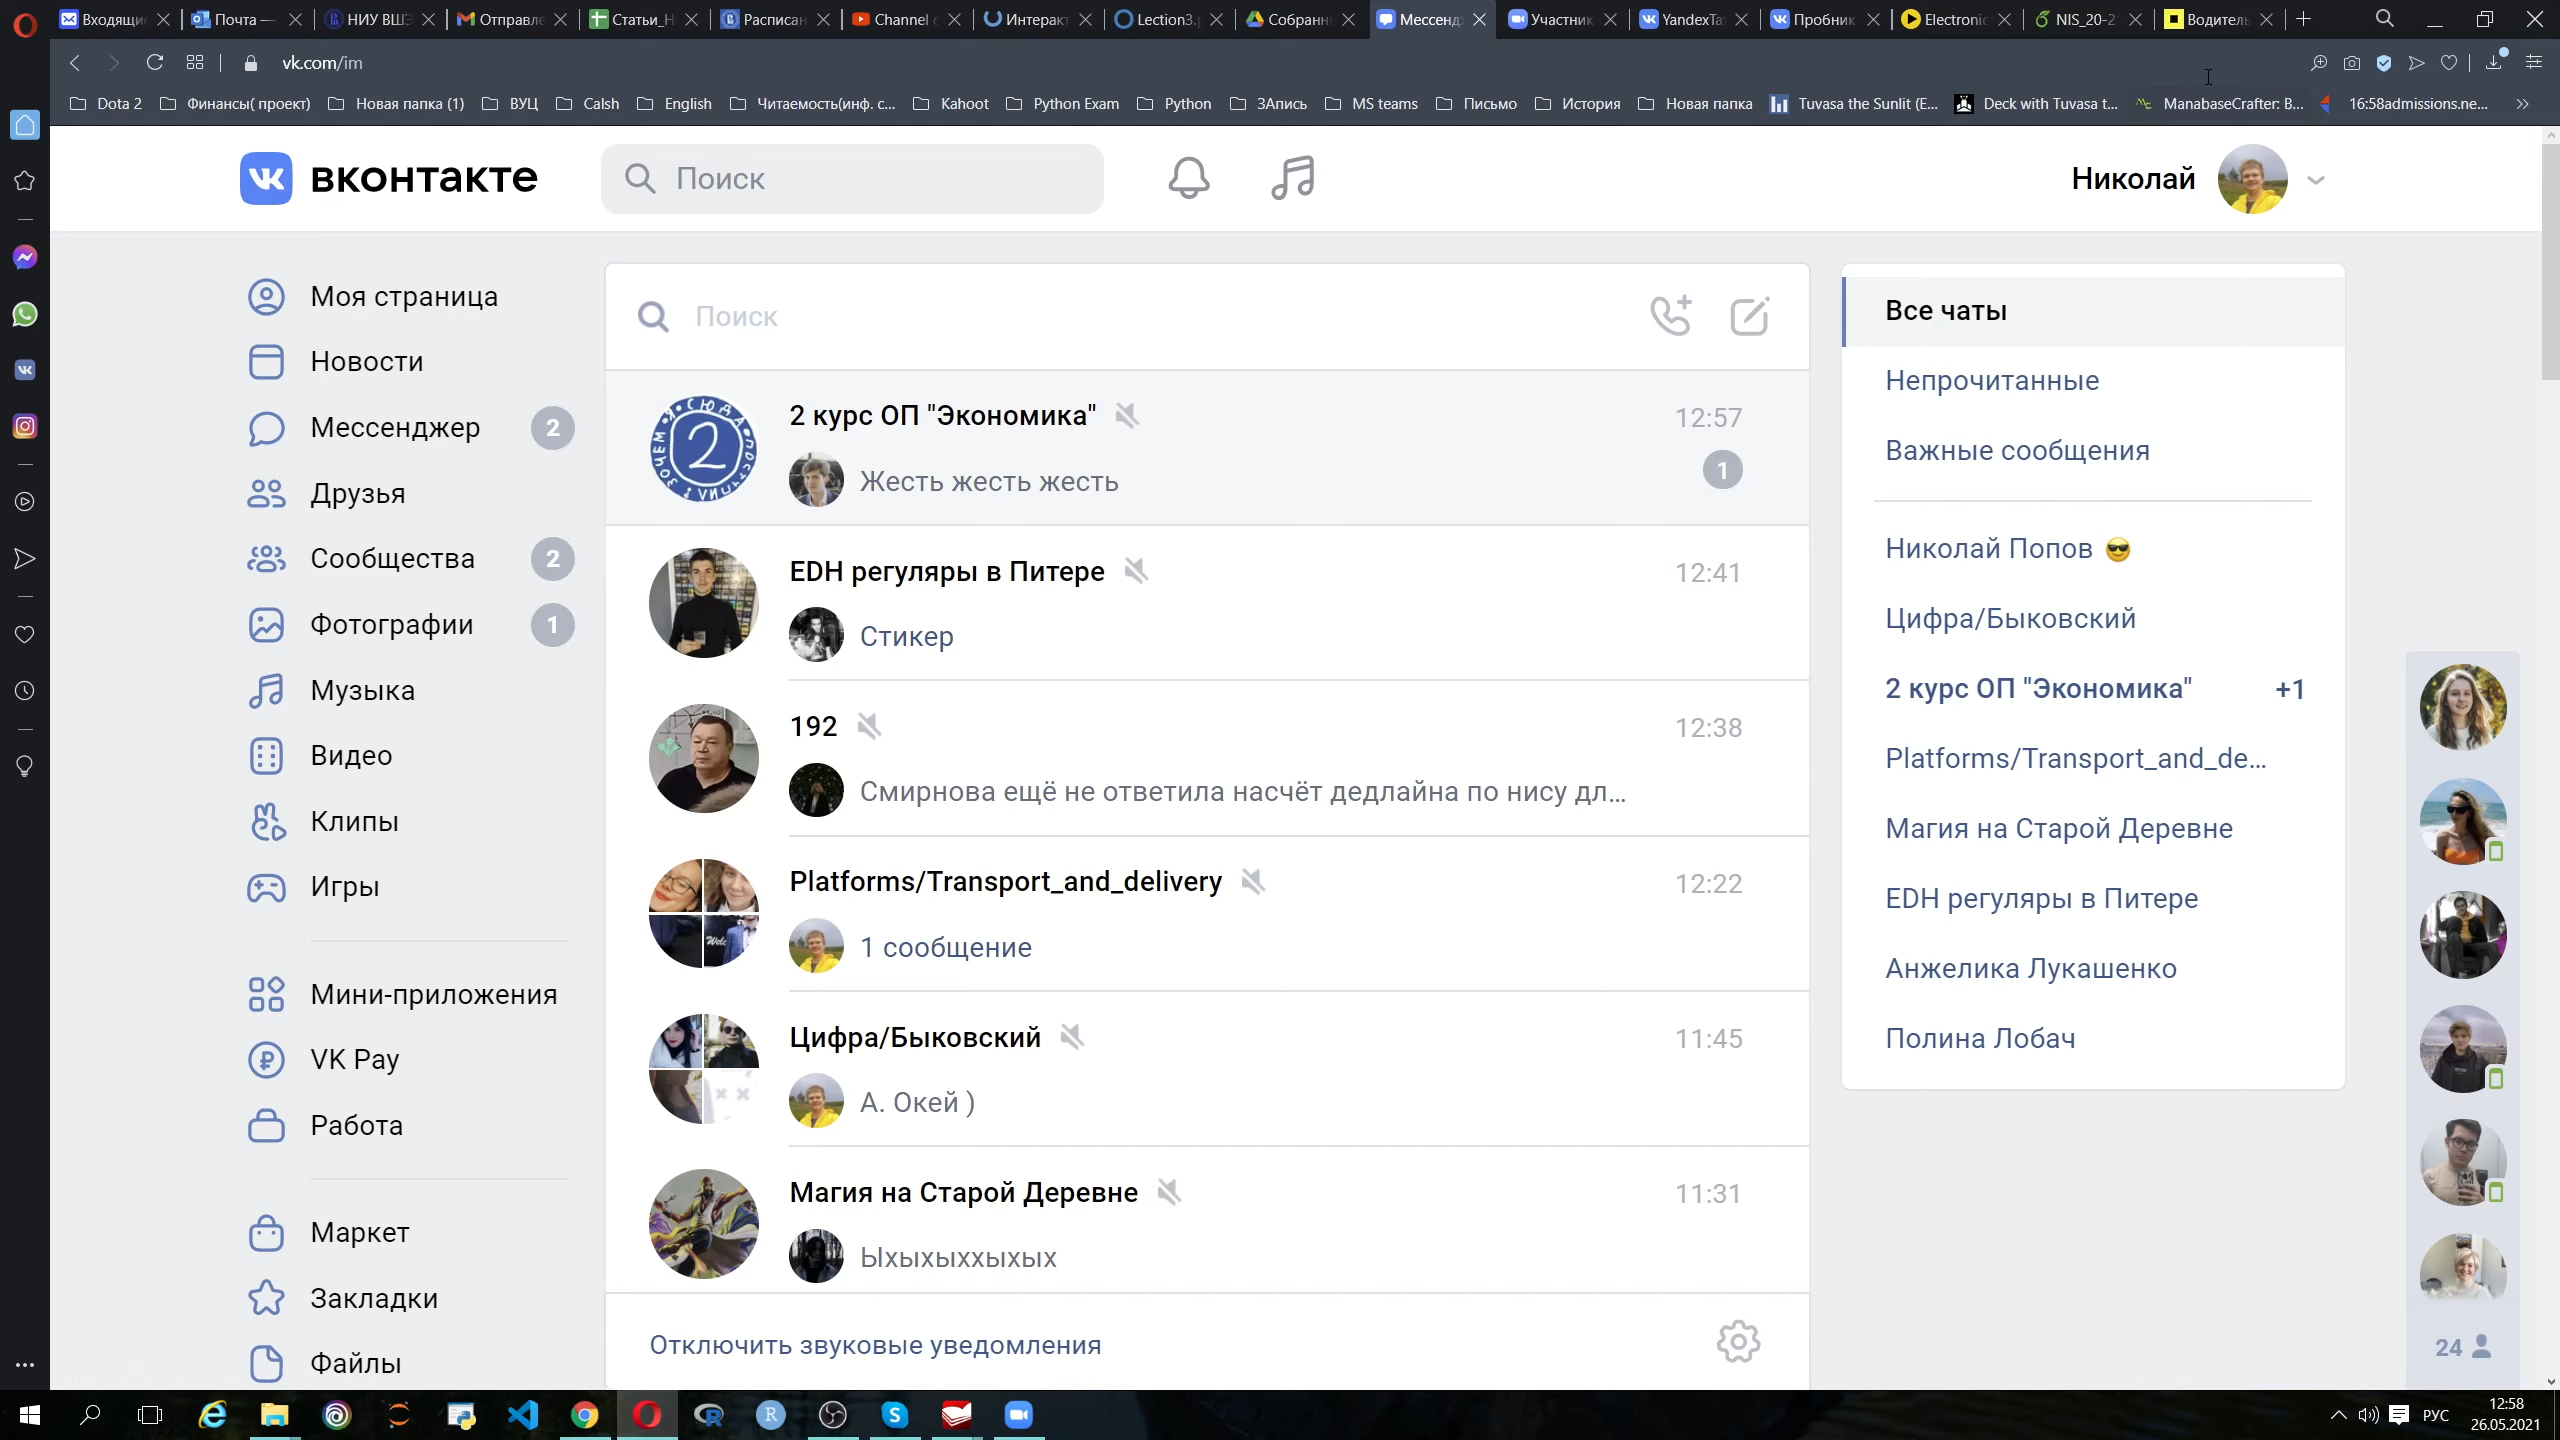 Входящие
Почта —
НИУ ВШЭ
Отправле
Статьи_Н
Расписан
Channel c
Интеракт
Lection3.
Собранн
Мессендж
Участник
YandexTa
Пробник
Electronic
NIS_20-2
Водитель
vk.com/im
Dota 2
Финансы( проект)
Новая папка (1)
ВУЦ
Calsh
English
Читаемость(инф. с...
Kahoot
Python Exam
Python
ЗАпись
MS teams
Письмо
История
Новая папка
Tuvasa the Sunlit (E...
Deck with Tuvasa t...
ManabaseCrafter: B...
16:58admissions.ne...
вконтакте
Поиск
Николай
Моя страница
Новости
Мессенджер 2
Друзья
Сообщества 2
Фотографии 1
Музыка
Видео
Клипы
Игры
Мини-приложения
VK Pay
Работа
Маркет
Закладки
Файлы
Поиск
2 курс ОП "Экономика" 12:57
Жесть жесть жесть 1
EDH регуляры в Питере 12:41
Стикер
192 12:38
Смирнова ещё не ответила насчёт дедлайна по нису дл...
Platforms/Transport_and_delivery 12:22
1 сообщение
Цифра/Быковский 11:45
А. Окей )
Магия на Старой Деревне 11:31
Ыхыыххыхых
Отключить звуковые уведомления
Все чаты
Непрочитанные
Важные сообщения
Николай Попов 😎
Цифра/Быковский
2 курс ОП "Экономика" +1
Platforms/Transport_and_de...
Магия на Старой Деревне
EDH регуляры в Питере
Анжелика Лукашенко
Полина Лобач
24
РУС
12:58
26.05.2021